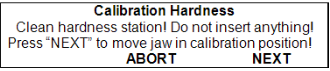 Calibration Hardness
Clean hardness station! Do not insert anything!
Press “NEXT” to move jaw in calibration position!
ABORT NEXT